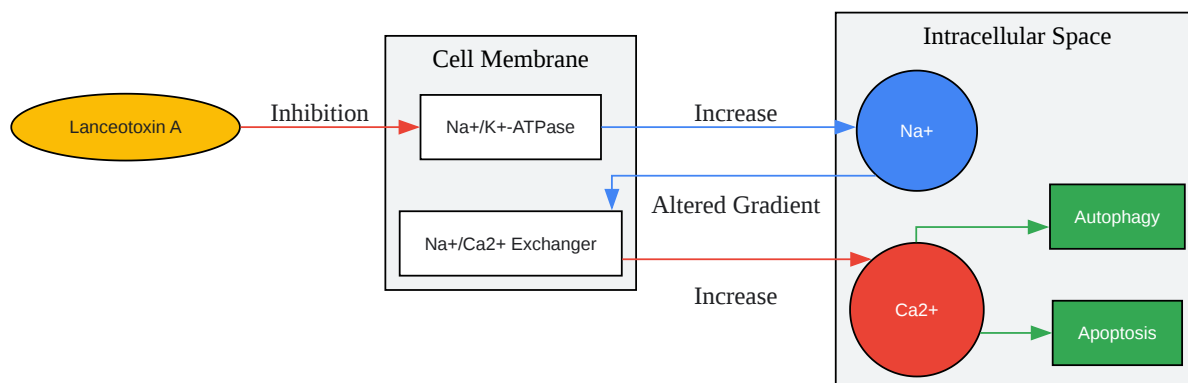 Cell Membrane
Intracellular Space
Lanceotoxin A
Inhibition
Na+/K+-ATPase
Increase
Na+
Altered Gradient
Na+/Ca2+ Exchanger
Increase
Ca2+
Autophagy
Apoptosis